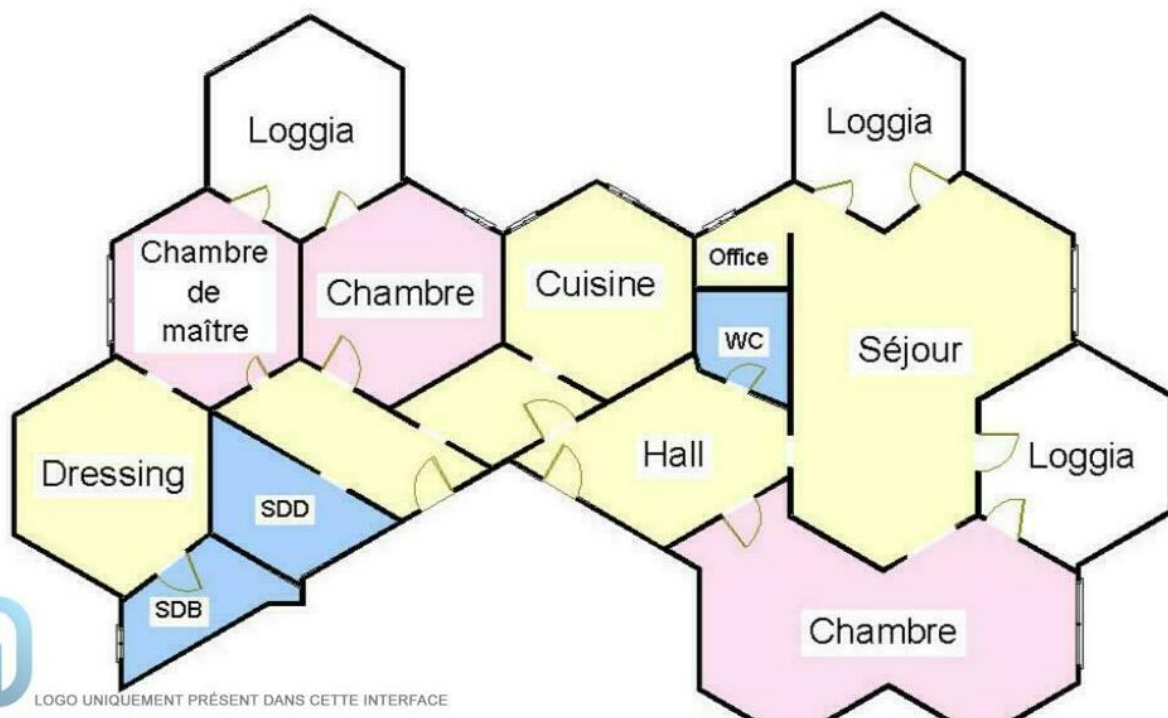 Loggia
Loggia
Chambre
de
maître
Chambre
Cuisine
Office
WC
Séjour
Dressing
SDD
Hall
Loggia
SDB
Chambre
LOGO UNIQUEMENT PRÉSENT DANS CETTE INTERFACE